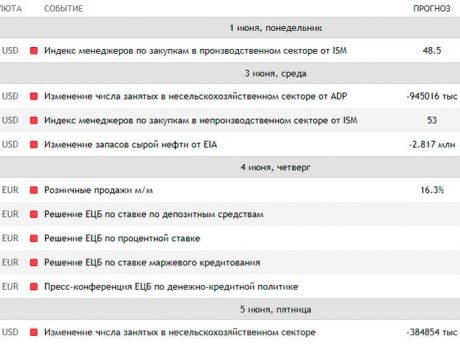 ЛЮТА СОБЫТИЕ ПРОГНОЗ
1 июня, понедельник
USD Индекс менеджеров по закупкам в производственном секторе от ISM 48.5
3 июня, среда
USD Изменение числа занятых в несельскохозяйственном секторе от ADP -945016 тыс
USD Индекс менеджеров по закупкам в непроизводственном секторе от ISM 53
USD Изменение запасов сырой нефти от EIA -2.817 млн
4 июня, четверг
EUR Розничные продажи м/м 16.3%
EUR Решение ЕЦБ по ставке по депозитным средствам
EUR Решение ЕЦБ по процентной ставке
EUR Решение ЕЦБ по ставке маржевого кредитования
EUR Пресс-конференция ЕЦБ по денежно-кредитной политике
5 июня, пятница
USD Изменение числа занятых в несельскохозяйственном секторе -384854 тыс